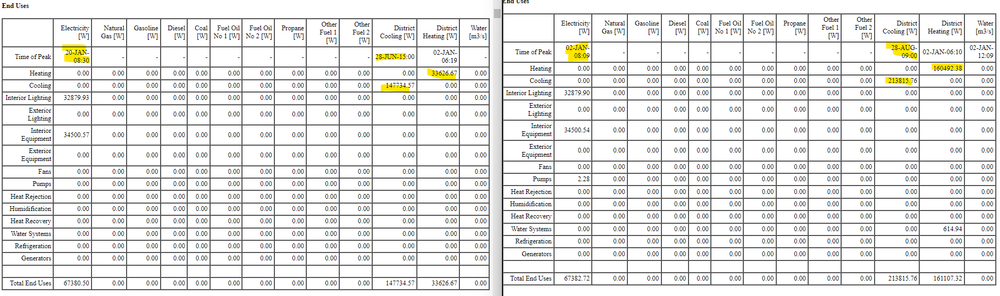 End Uses
Electricity [W] Natural Gas [W] Gasoline [W] Diesel [W] Coal [W] Fuel Oil No 1 [W] Fuel Oil No 2 [W] Propane [W] Other Fuel 1 [W] Other Fuel 2 [W] District Cooling [W] District Heating [W] Water [m3/s]
Time of Peak 20-JAN-08:30 - - - - - - - - - 28-JUN-15:00 02-JAN-06:19 -
Heating 0.00 0.00 0.00 0.00 0.00 0.00 0.00 0.00 0.00 0.00 0.00 33626.67 0.00
Cooling 0.00 0.00 0.00 0.00 0.00 0.00 0.00 0.00 0.00 0.00 147734.57 0.00 0.00
Interior Lighting 32879.93 0.00 0.00 0.00 0.00 0.00 0.00 0.00 0.00 0.00 0.00 0.00 0.00
Exterior Lighting 0.00 0.00 0.00 0.00 0.00 0.00 0.00 0.00 0.00 0.00 0.00 0.00 0.00
Interior Equipment 34500.57 0.00 0.00 0.00 0.00 0.00 0.00 0.00 0.00 0.00 0.00 0.00 0.00
Exterior Equipment 0.00 0.00 0.00 0.00 0.00 0.00 0.00 0.00 0.00 0.00 0.00 0.00 0.00
Fans 0.00 0.00 0.00 0.00 0.00 0.00 0.00 0.00 0.00 0.00 0.00 0.00 0.00
Pumps 0.00 0.00 0.00 0.00 0.00 0.00 0.00 0.00 0.00 0.00 0.00 0.00 0.00
Heat Rejection 0.00 0.00 0.00 0.00 0.00 0.00 0.00 0.00 0.00 0.00 0.00 0.00 0.00
Humidification 0.00 0.00 0.00 0.00 0.00 0.00 0.00 0.00 0.00 0.00 0.00 0.00 0.00
Heat Recovery 0.00 0.00 0.00 0.00 0.00 0.00 0.00 0.00 0.00 0.00 0.00 0.00 0.00
Water Systems 0.00 0.00 0.00 0.00 0.00 0.00 0.00 0.00 0.00 0.00 0.00 0.00 0.00
Refrigeration 0.00 0.00 0.00 0.00 0.00 0.00 0.00 0.00 0.00 0.00 0.00 0.00 0.00
Generators 0.00 0.00 0.00 0.00 0.00 0.00 0.00 0.00 0.00 0.00 0.00 0.00 0.00
Total End Uses 67380.50 0.00 0.00 0.00 0.00 0.00 0.00 0.00 0.00 0.00 147734.57 33626.67 0.00
End Uses
Electricity [W] Natural Gas [W] Gasoline [W] Diesel [W] Coal [W] Fuel Oil No 1 [W] Fuel Oil No 2 [W] Propane [W] Other Fuel 1 [W] Other Fuel 2 [W] District Cooling [W] District Heating [W] Water [m3/s]
Time of Peak 02-JAN-08:09 - - - - - - - - - 28-AUG-09:00 02-JAN-06:10 02-JAN-12:09
Heating 0.00 0.00 0.00 0.00 0.00 0.00 0.00 0.00 0.00 0.00 0.00 160492.38 0.00
Cooling 0.00 0.00 0.00 0.00 0.00 0.00 0.00 0.00 0.00 0.00 213815.76 0.00 0.00
Interior Lighting 32879.90 0.00 0.00 0.00 0.00 0.00 0.00 0.00 0.00 0.00 0.00 0.00 0.00
Exterior Lighting 0.00 0.00 0.00 0.00 0.00 0.00 0.00 0.00 0.00 0.00 0.00 0.00 0.00
Interior Equipment 34500.54 0.00 0.00 0.00 0.00 0.00 0.00 0.00 0.00 0.00 0.00 0.00 0.00
Exterior Equipment 0.00 0.00 0.00 0.00 0.00 0.00 0.00 0.00 0.00 0.00 0.00 0.00 0.00
Fans 0.00 0.00 0.00 0.00 0.00 0.00 0.00 0.00 0.00 0.00 0.00 0.00 0.00
Pumps 2.28 0.00 0.00 0.00 0.00 0.00 0.00 0.00 0.00 0.00 0.00 0.00 0.00
Heat Rejection 0.00 0.00 0.00 0.00 0.00 0.00 0.00 0.00 0.00 0.00 0.00 0.00 0.00
Humidification 0.00 0.00 0.00 0.00 0.00 0.00 0.00 0.00 0.00 0.00 0.00 0.00 0.00
Heat Recovery 0.00 0.00 0.00 0.00 0.00 0.00 0.00 0.00 0.00 0.00 0.00 0.00 0.00
Water Systems 0.00 0.00 0.00 0.00 0.00 0.00 0.00 0.00 0.00 0.00 0.00 614.94 0.00
Refrigeration 0.00 0.00 0.00 0.00 0.00 0.00 0.00 0.00 0.00 0.00 0.00 0.00 0.00
Generators 0.00 0.00 0.00 0.00 0.00 0.00 0.00 0.00 0.00 0.00 0.00 0.00 0.00
Total End Uses 67382.72 0.00 0.00 0.00 0.00 0.00 0.00 0.00 0.00 0.00 213815.76 161107.32 0.00